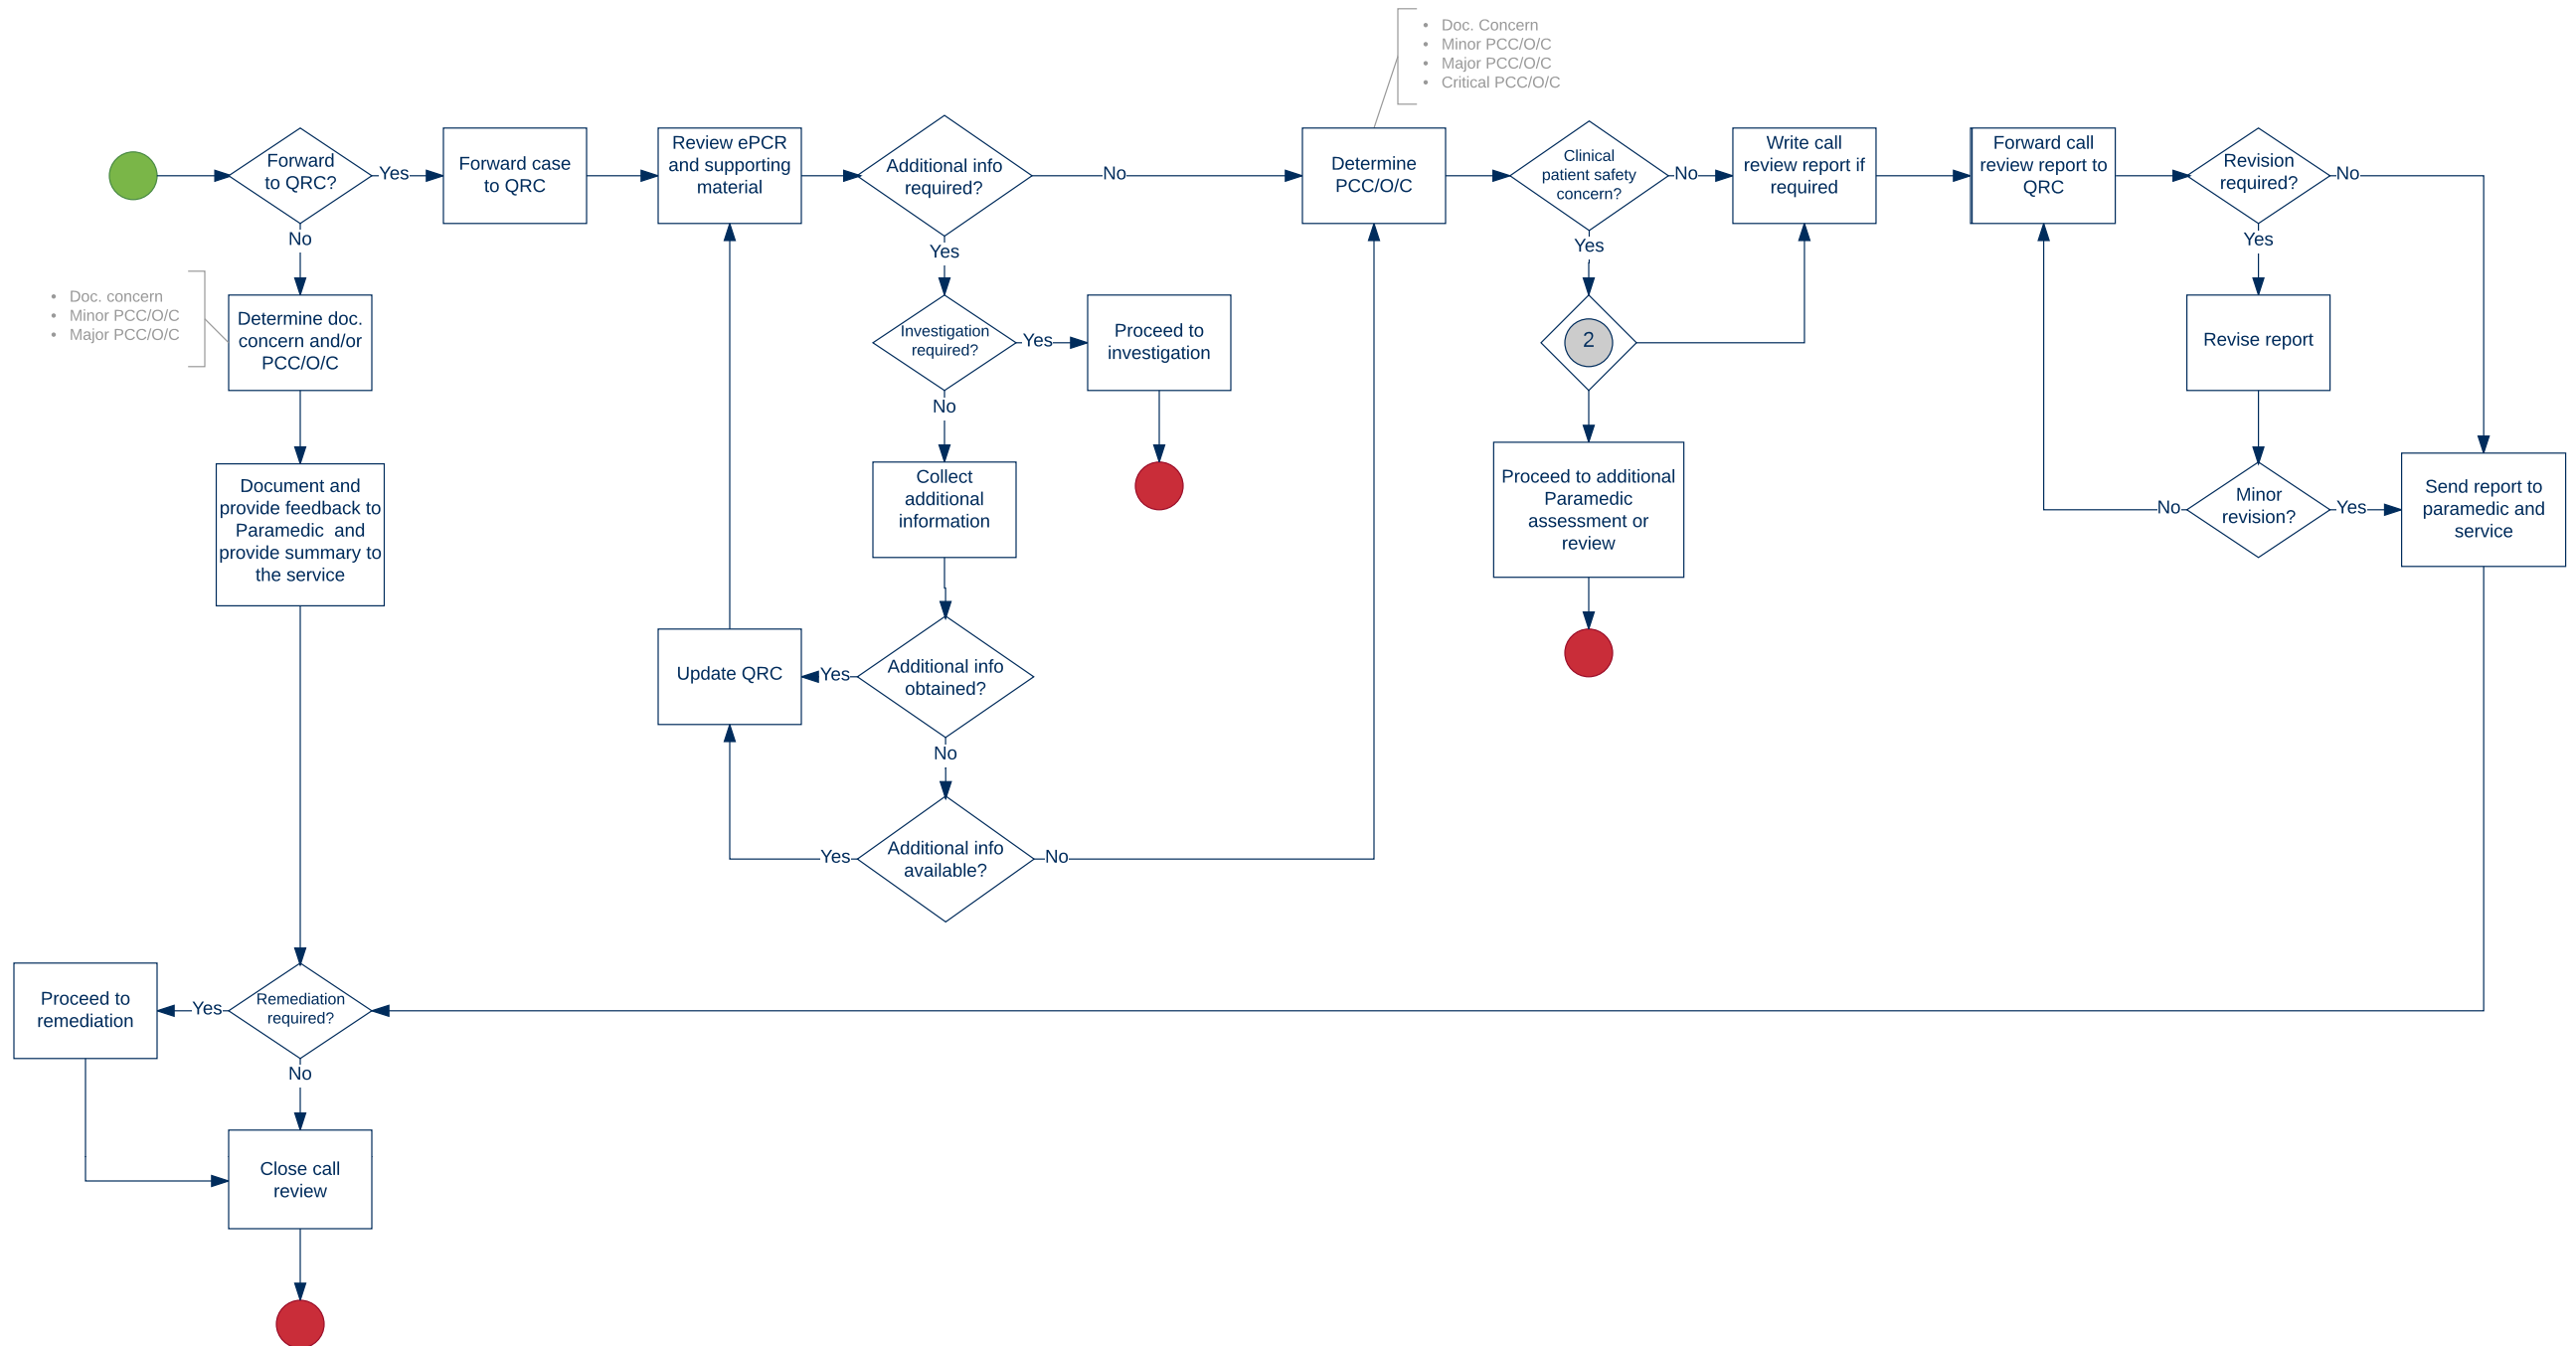 • Doc. Concern
• Minor PCC/O/C
• Major PCC/O/C
• Critical PCC/O/C
Forward
to QRC?
Yes
No
Forward case
to QRC
Review ePCR
and supporting
material
Additional info
required?
No
Yes
Determine
PCC/O/C
Clinical
patient safety
concern?
No
Yes
Write call
review report if
required
Forward call
review report to
QRC
Revision
required?
No
Yes
• Doc. concern
• Minor PCC/O/C
• Major PCC/O/C
Determine doc.
concern and/or
PCC/O/C
Investigation
required?
Yes
No
Proceed to
investigation
2
Revise report
Document and
provide feedback to
Paramedic  and
provide summary to
the service
Collect
additional
information
Proceed to additional
Paramedic
assessment or
review
Minor
revision?
No
Yes
Send report to
paramedic and
service
Update QRC
Yes
Additional info
obtained?
No
Yes
Additional info
available?
No
Proceed to
remediation
Yes
Remediation
required?
No
Close call
review